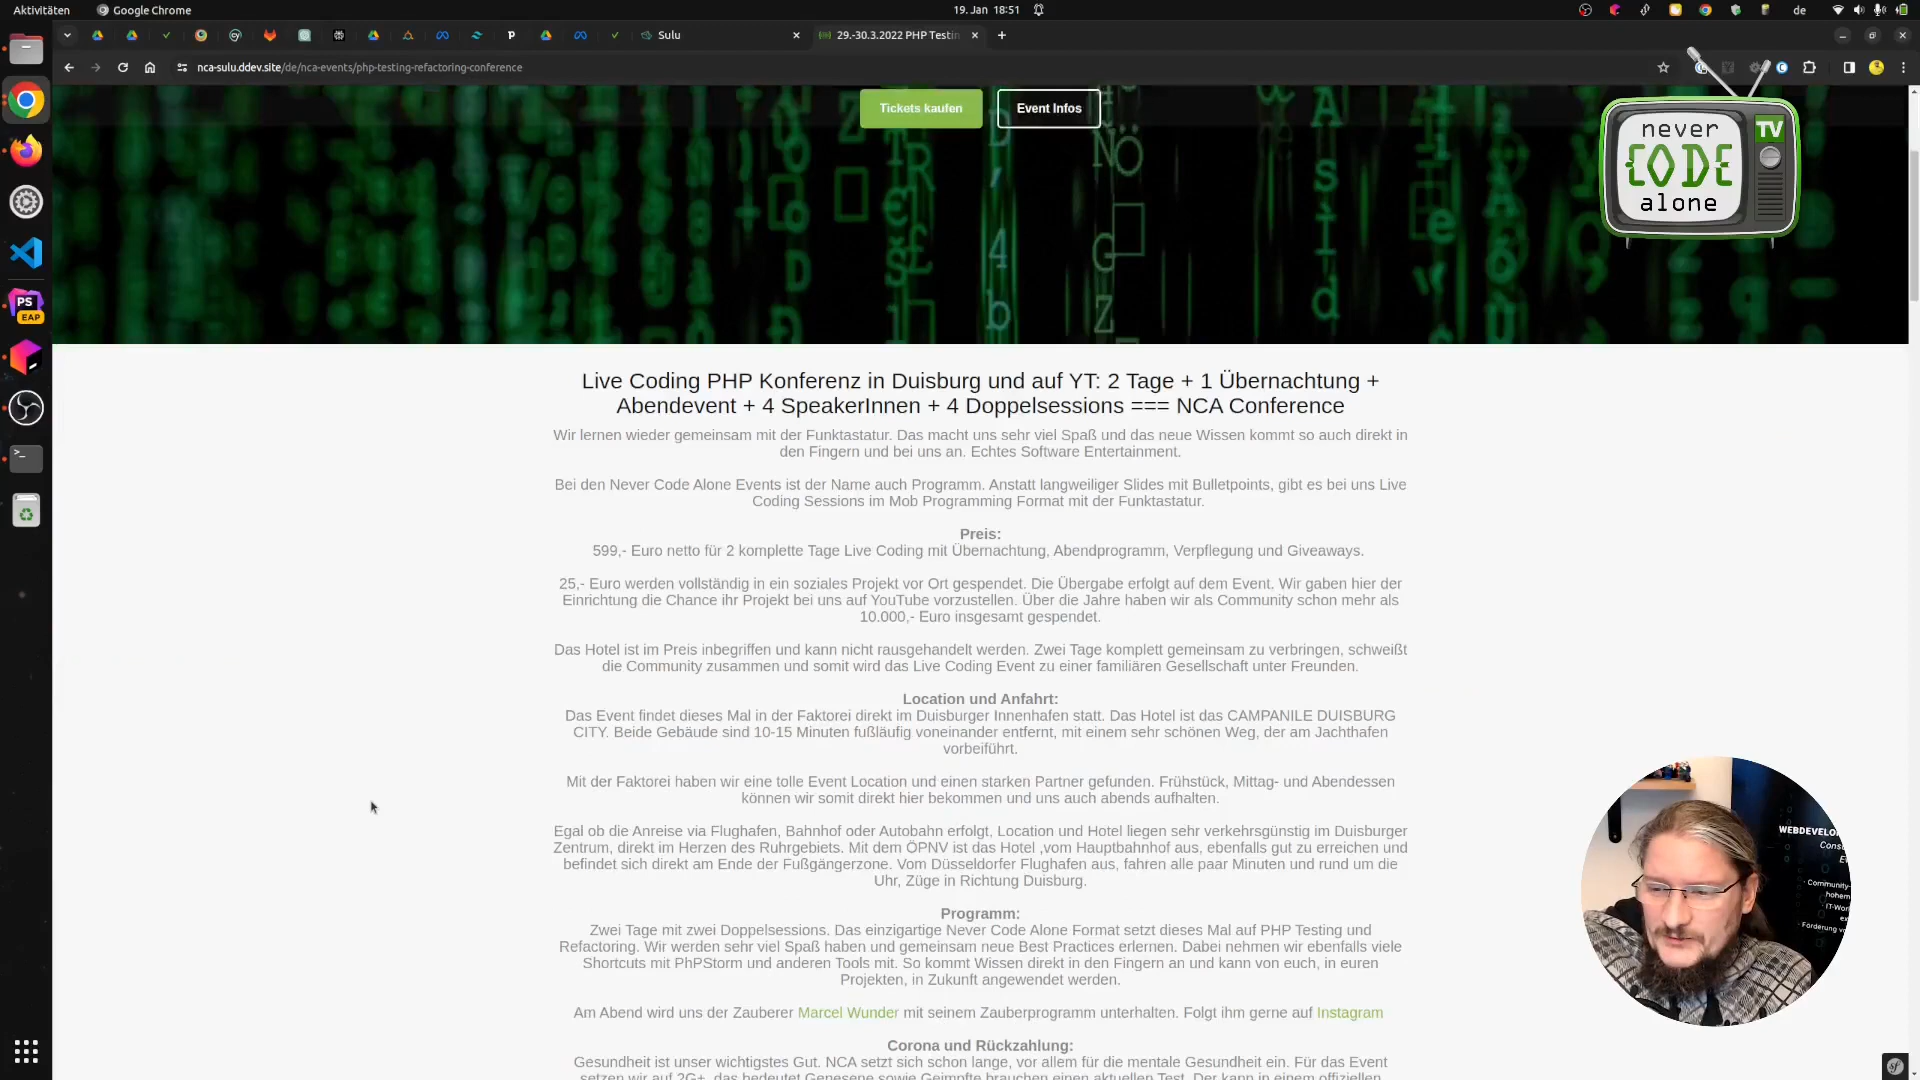 Aktivitäten
Google Chrome
19. Jan 18:51
de
Sulu
29.-30.3.2022 PHP Testin
nca-sulu.ddev.site/de/nca-events/php-testing-refactoring-conference
Tickets kaufen
Event Infos
never
CODE
alone
TV
PS
EAP
Live Coding PHP Konferenz in Duisburg und auf YT: 2 Tage + 1 Übernachtung +
Abendevent + 4 SpeakerInnen + 4 Doppelsessions === NCA Conference
Wir lernen wieder gemeinsam mit der Funktastatur. Das macht uns sehr viel Spaß und das neue Wissen kommt so auch direkt in
den Fingern und bei uns an. Echtes Software Entertainment.
Bei den Never Code Alone Events ist der Name auch Programm. Anstatt langweiliger Slides mit Bulletpoints, gibt es bei uns Live
Coding Sessions im Mob Programming Format mit der Funktastatur.
Preis:
599,- Euro netto für 2 komplette Tage Live Coding mit Übernachtung, Abendprogramm, Verpflegung und Giveaways.
25,- Euro werden vollständig in ein soziales Projekt vor Ort gespendet. Die Übergabe erfolgt auf dem Event. Wir gaben hier der
Einrichtung die Chance ihr Projekt bei uns auf YouTube vorzustellen. Über die Jahre haben wir als Community schon mehr als
10.000,- Euro insgesamt gespendet.
Das Hotel ist im Preis inbegriffen und kann nicht rausgehandelt werden. Zwei Tage komplett gemeinsam zu verbringen, schweißt
die Community zusammen und somit wird das Live Coding Event zu einer familiären Gesellschaft unter Freunden.
Location und Anfahrt:
Das Event findet dieses Mal in der Faktorei direkt im Duisburger Innenhafen statt. Das Hotel ist das CAMPANILE DUISBURG
CITY. Beide Gebäude sind 10-15 Minuten fußläufig voneinander entfernt, mit einem sehr schönen Weg, der am Jachthafen
vorbeiführt.
Mit der Faktorei haben wir eine tolle Event Location und einen starken Partner gefunden. Frühstück, Mittag- und Abendessen
können wir somit direkt hier bekommen und uns auch abends aufhalten.
Egal ob die Anreise via Flughafen, Bahnhof oder Autobahn erfolgt, Location und Hotel liegen sehr verkehrsgünstig im Duisburger
Zentrum, direkt im Herzen des Ruhrgebiets. Mit dem ÖPNV ist das Hotel ,vom Hauptbahnhof aus, ebenfalls gut zu erreichen und
befindet sich direkt am Ende der Fußgängerzone. Vom Düsseldorfer Flughafen aus, fahren alle paar Minuten und rund um die
Uhr, Züge in Richtung Duisburg.
Programm:
Zwei Tage mit zwei Doppelsessions. Das einzigartige Never Code Alone Format setzt dieses Mal auf PHP Testing und
Refactoring. Wir werden sehr viel Spaß haben und gemeinsam neue Best Practices erlernen. Dabei nehmen wir ebenfalls viele
Shortcuts mit PhPStorm und anderen Tools mit. So kommt Wissen direkt in den Fingern an und kann von euch, in euren
Projekten, in Zukunft angewendet werden.
Am Abend wird uns der Zauberer Marcel Wunder mit seinem Zauberprogramm unterhalten. Folgt ihm gerne auf Instagram
Corona und Rückzahlung:
Gesundheit ist unser wichtigstes Gut. NCA setzt sich schon lange, vor allem für die mentale Gesundheit ein. Für das Event
setzen wir auf 2G+, das bedeutet Genesene sowie Geimpfte brauchen einen aktuellen Test. Der kann in einem offiziellen
WEBDEVELO
Cons
· Community-
hohem
· IT-Wor
· Förderung vo